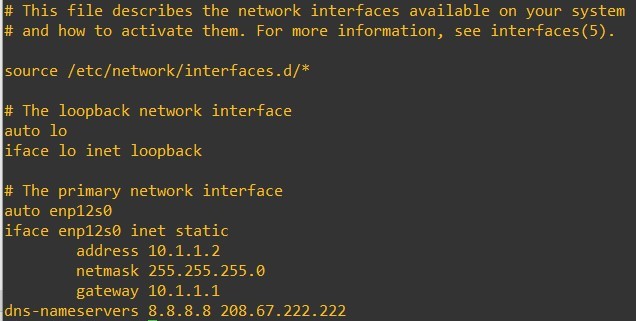 # This file describes the network interfaces available on your system
# and how to activate them. For more information, see interfaces(5).

source /etc/network/interfaces.d/*

# The loopback network interface
auto lo
iface lo inet loopback

# The primary network interface
auto enp12s0
iface enp12s0 inet static
        address 10.1.1.2
        netmask 255.255.255.0
        gateway 10.1.1.1
dns-nameservers 8.8.8.8 208.67.222.222